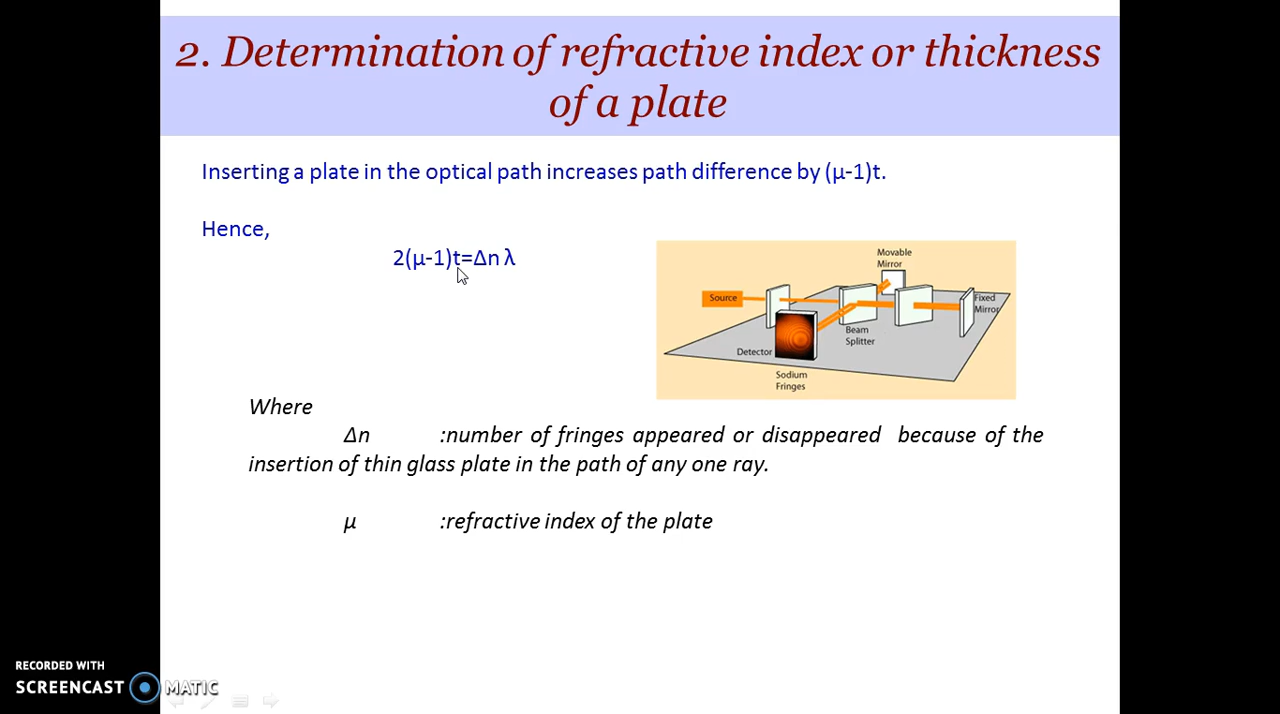 2. Determination of refractive index or thickness
of a plate
Inserting a plate in the optical path increases path difference by (μ-1)t.
Hence,
2(μ-1)t=Δn λ
Movable
Mirror
Source
Fixed
Mirror
Beam
Splitter
Detector
Sodium
Fringes
Where
Δn :number of fringes appeared or disappeared because of the
insertion of thin glass plate in the path of any one ray.
μ :refractive index of the plate
RECORDED WITH
SCREENCAST MATIC